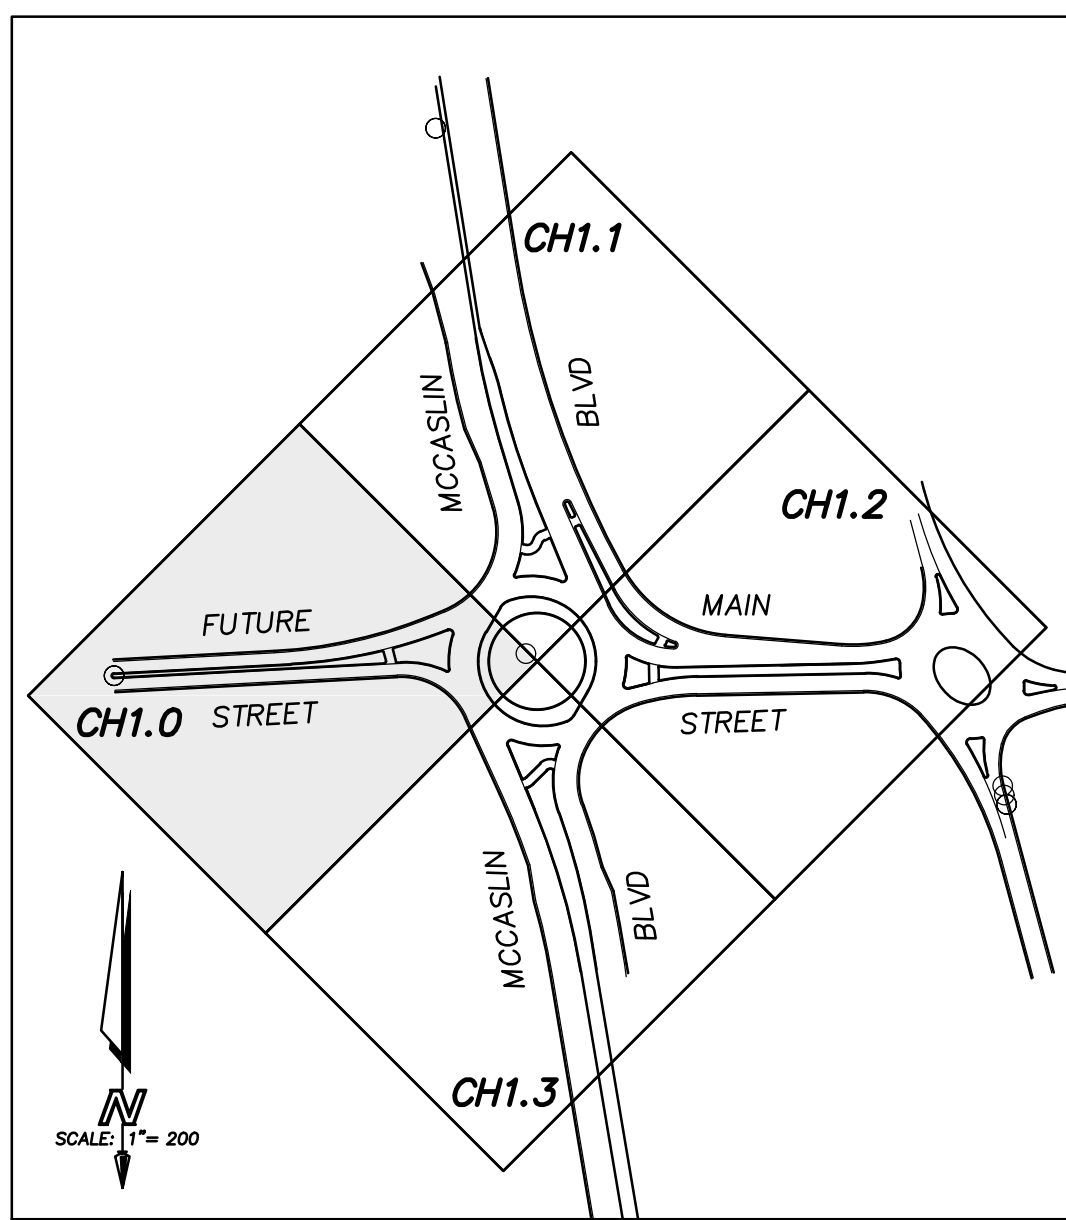 CH1.1
MCCASLIN
BLVD
CH1.2
MAIN
FUTURE
STREET
CH1.0
STREET
MCCASLIN
BLVD
CH1.3
N
SCALE: 1"= 200